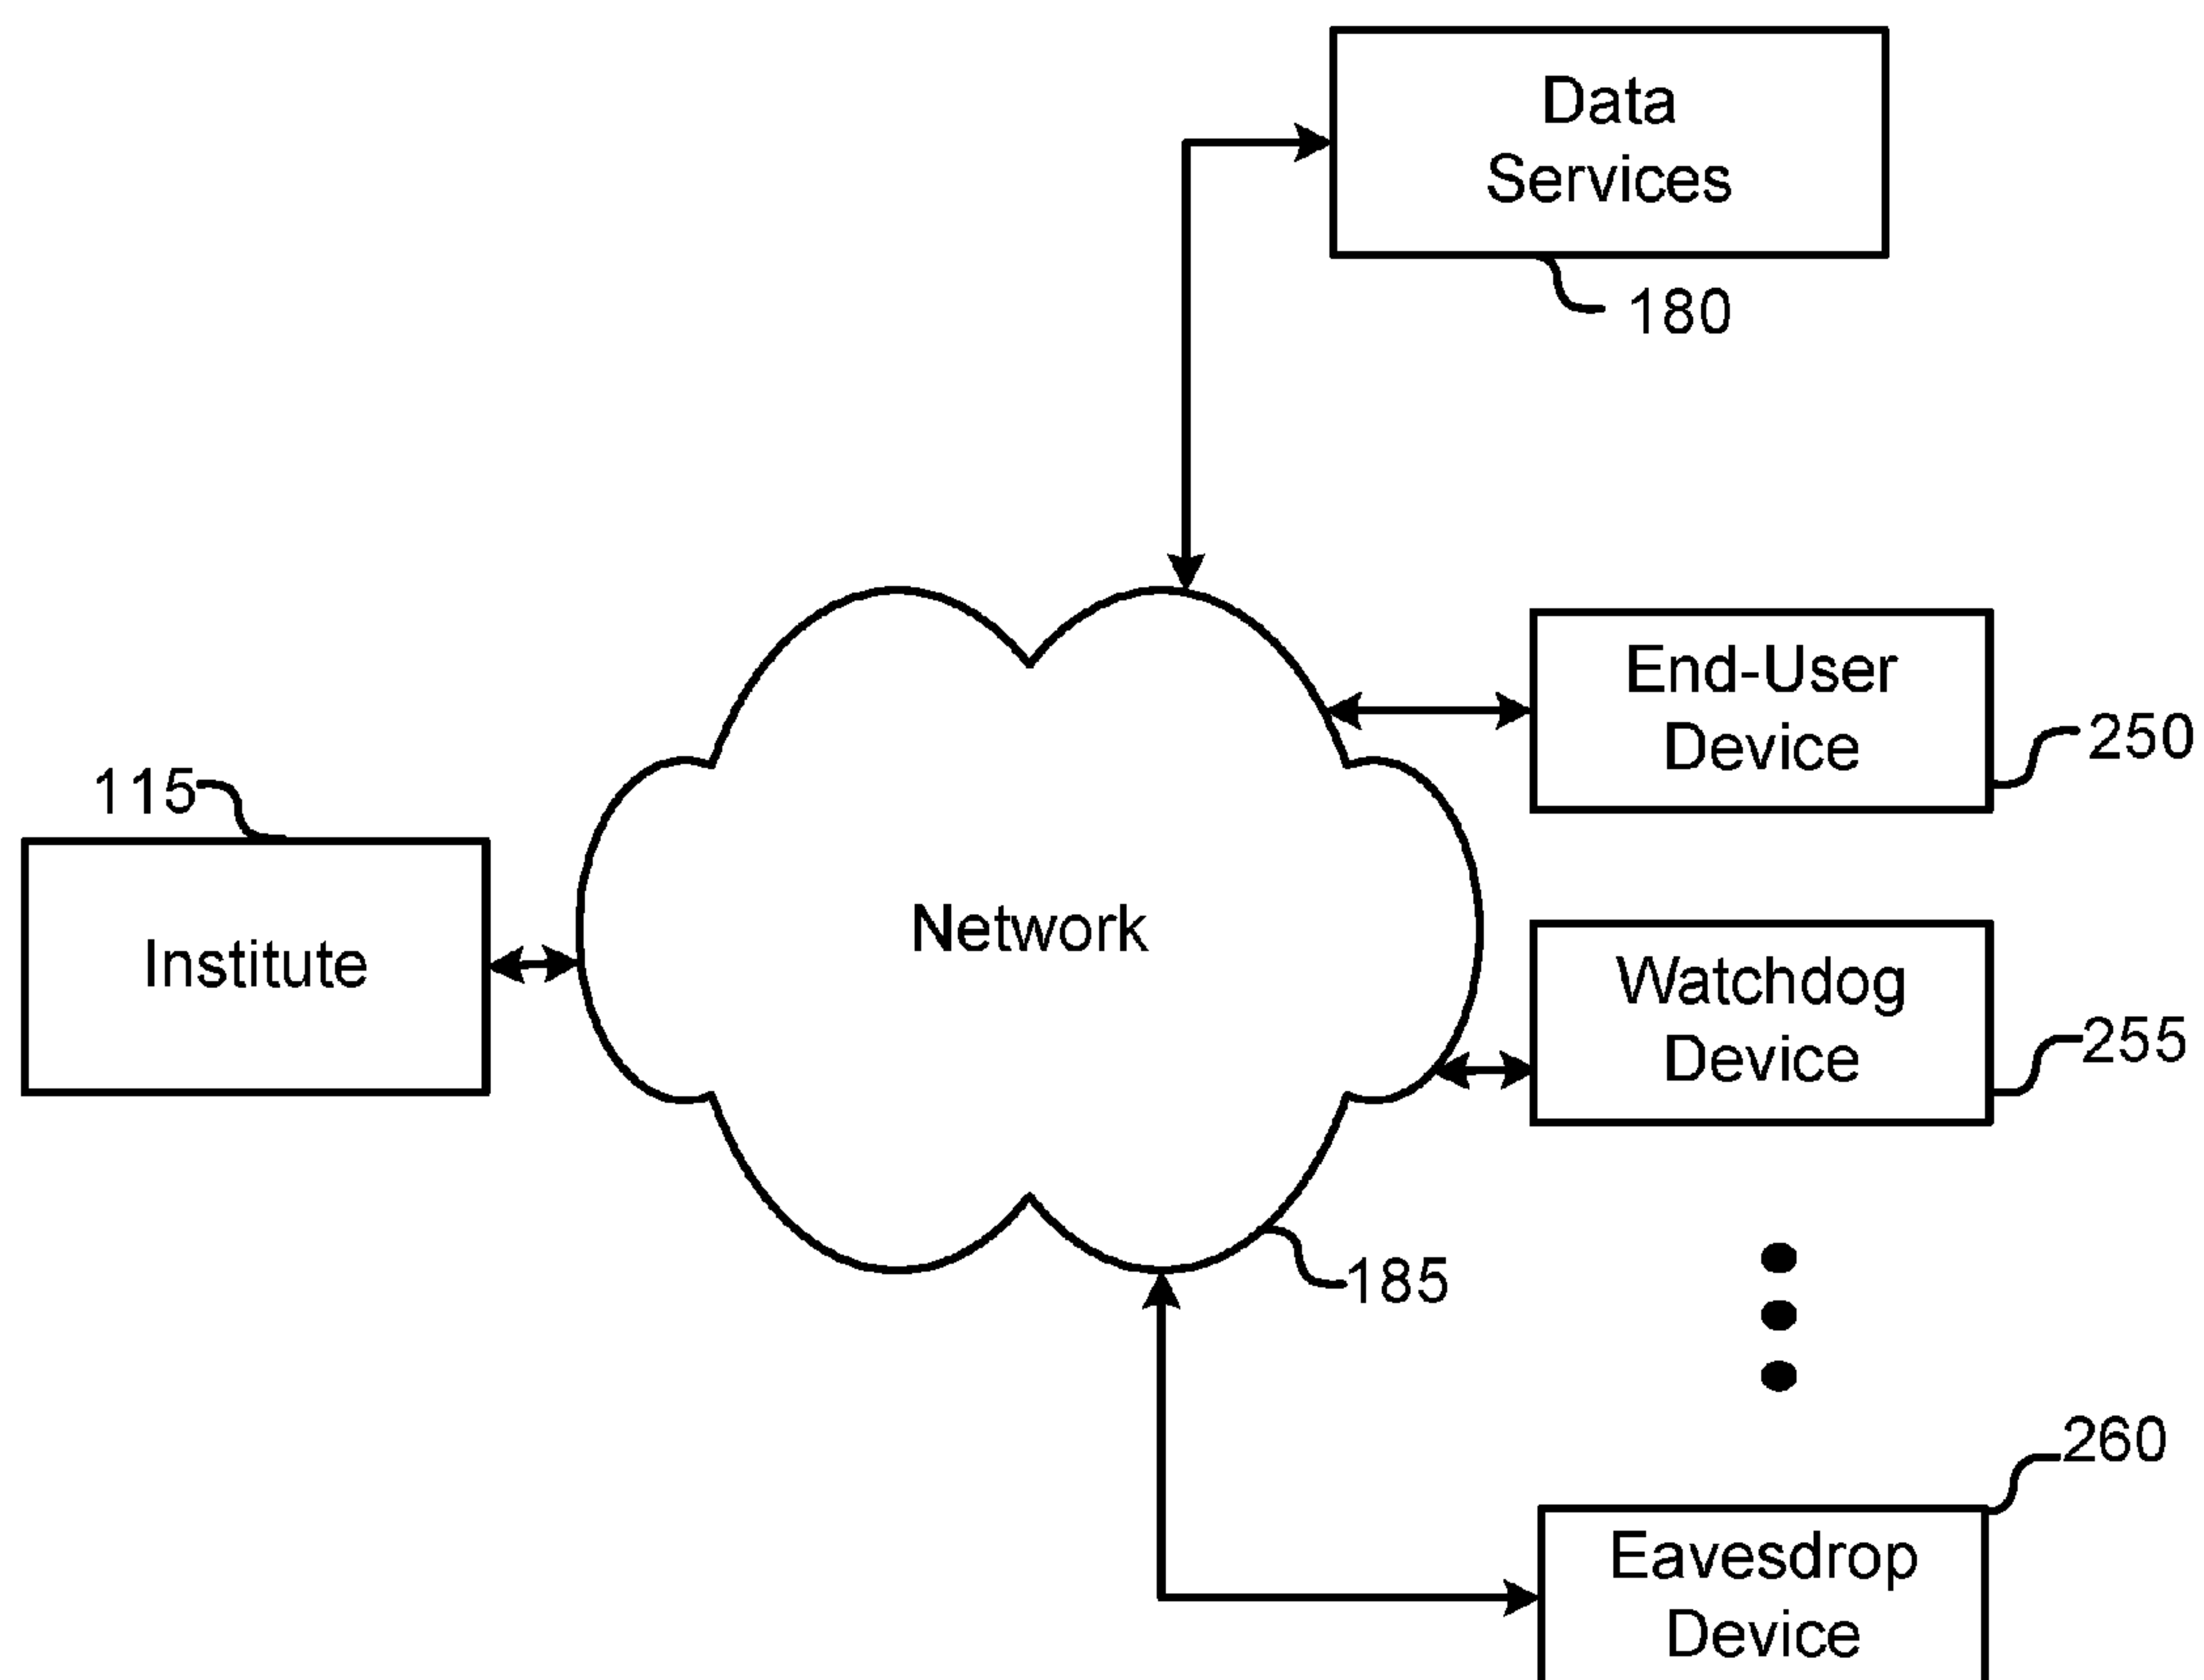 Data
Services
180
End-User
Device
250
115
Institute
Network
Watchdog
Device
255
185
260
Eavesdrop
Device